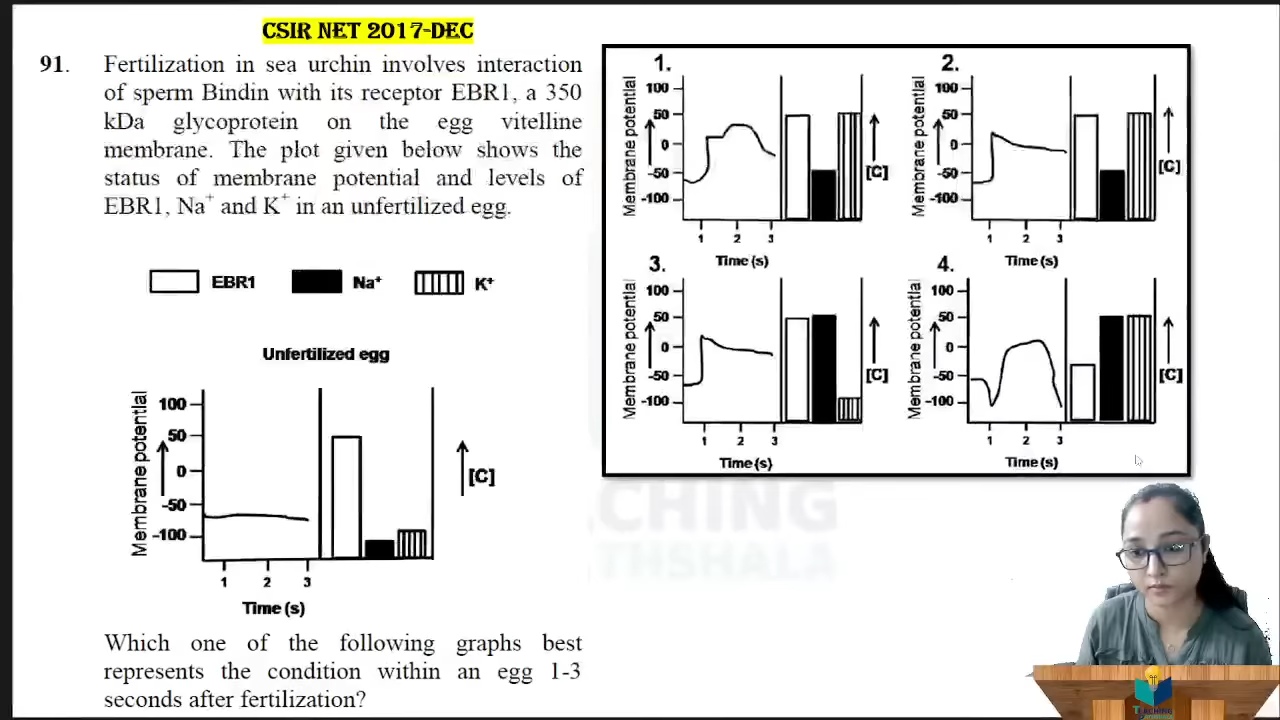 CSIR NET 2017-DEC
91. Fertilization in sea urchin involves interaction
of sperm Bindin with its receptor EBR1, a 350
kDa glycoprotein on the egg vitelline
membrane. The plot given below shows the
status of membrane potential and levels of
EBR1, Na⁺ and K⁺ in an unfertilized egg.
EBR1 Na⁺ K⁺
Unfertilized egg
Membrane potential
100
50
0
-50
-100
[C]
1 2 3
Time (s)
Which one of the following graphs best
represents the condition within an egg 1-3
seconds after fertilization?
1.
Membrane potential
100
50
0
-50
-100
[C]
1 2 3
Time (s)
2.
Membrane potential
100
50
0
-50
-100
[C]
1 2 3
Time (s)
3.
Membrane potential
100
50
0
-50
-100
[C]
1 2 3
Time (s)
4.
Membrane potential
100
50
0
-50
-100
[C]
1 2 3
Time (s)
CHING
THSHALA
TEACHING